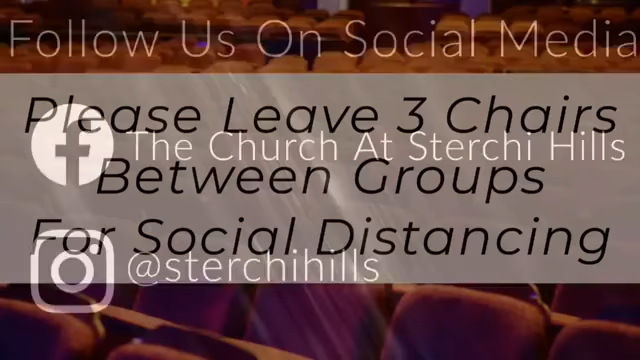 Follow Us On Social Media
Please Leave 3 Chairs
The Church At Sterchi Hills
Between Groups
For Social Distancing
@sterchihills